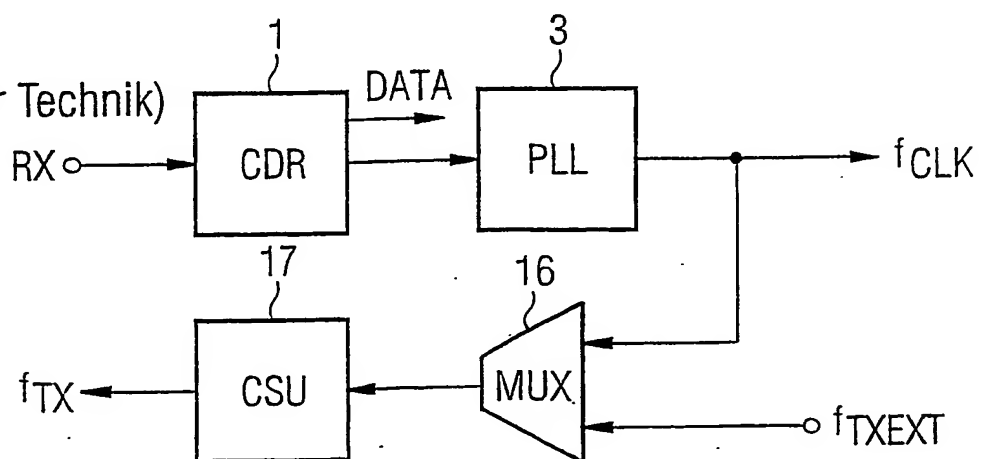 1
3
r Technik)
DATA
RX
CDR
PLL
fCLK
17
16
fTX
CSU
MUX
fTXEXT